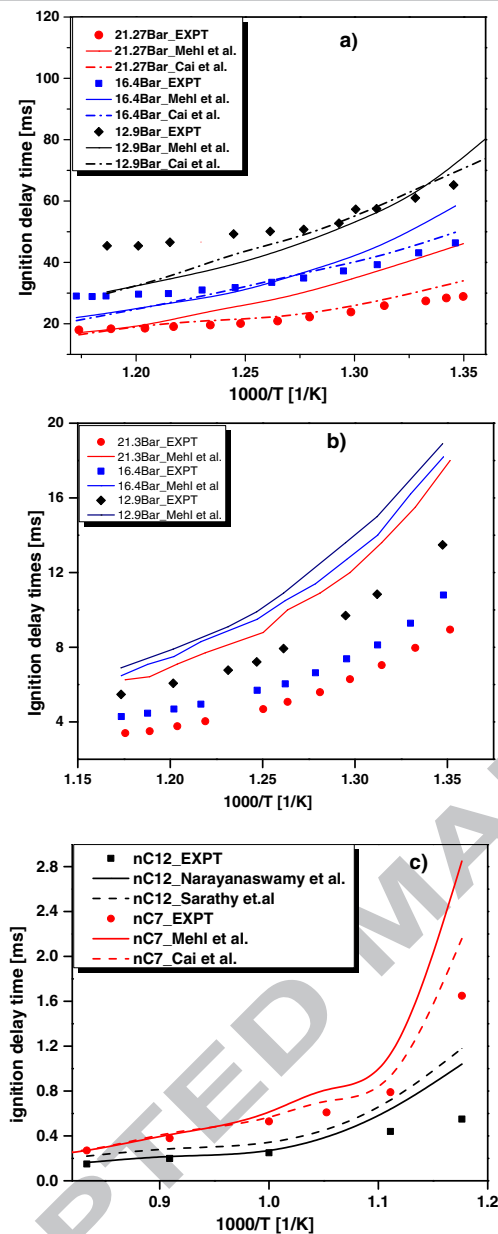 a)
21.27Bar_EXPT
21.27Bar_Mehl et al.
21.27Bar_Cai et al.
16.4Bar_EXPT
16.4Bar_Mehl et al.
16.4Bar_Cai et al.
12.9Bar_EXPT
12.9Bar_Mehl et al.
12.9Bar_Cai et al.
Ignition delay time [ms]
120
100
80
60
40
20
1.20
1.25
1.30
1.35
1000/T [1/K]
b)
21.3Bar_EXPT
21.3Bar_Mehl et al.
16.4Bar_EXPT
16.4Bar_Mehl et al
12.9Bar_EXPT
12.9Bar_Mehl et al.
Ignition delay times [ms]
20
16
12
8
4
1.15
1.20
1.25
1.30
1.35
1000/T [1/K]
c)
nC12_EXPT
nC12_Narayanaswamy et al.
nC12_Sarathy et.al
nC7_EXPT
nC7_Mehl et al.
nC7_Cai et al.
ignition delay time [ms]
2.8
2.4
2.0
1.6
1.2
0.8
0.4
0.0
0.9
1.0
1.1
1.2
1000/T [1/K]
PTED MA